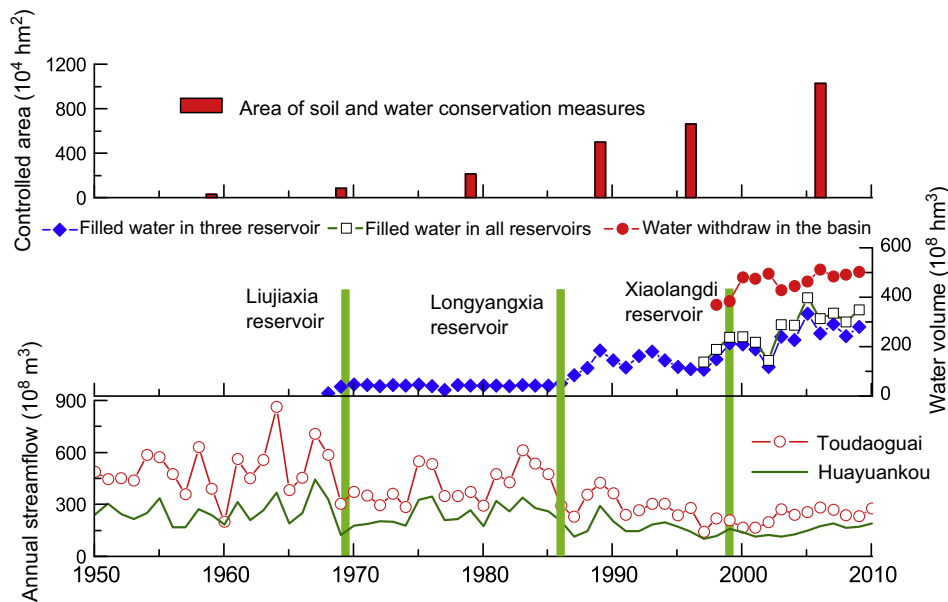 Controlled area (10⁴ hm²)
1200
800
400
0
Area of soil and water conservation measures
Filled water in three reservoir
Filled water in all reservoirs
Water withdraw in the basin
Water volume (10⁸ hm³)
600
400
200
0
Liujiaxia
reservoir
Longyangxia
reservoir
Xiaolangdi
reservoir
Annual streamflow (10⁸ m³)
900
600
300
0
Toudaoguai
Huayuankou
1950
1960
1970
1980
1990
2000
2010